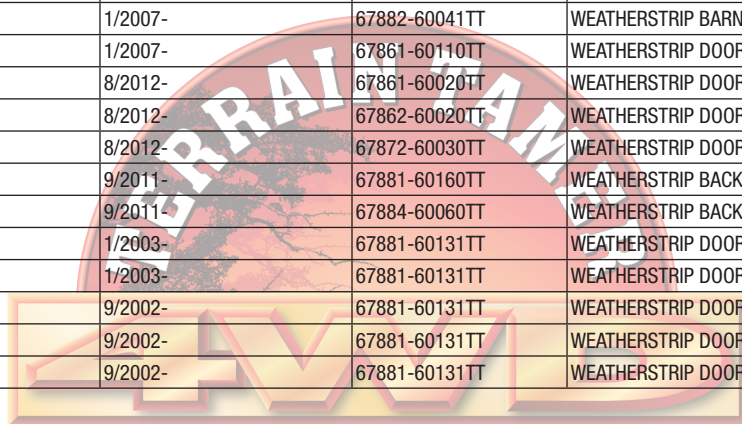 1/2007- 67882-60041TT WEATHERSTRIP BARN
1/2007- 67861-60110TT WEATHERSTRIP DOOR
8/2012- 67861-60020TT WEATHERSTRIP DOOR
8/2012- 67862-60020TT WEATHERSTRIP DOOR
8/2012- 67872-60030TT WEATHERSTRIP DOOR
9/2011- 67881-60160TT WEATHERSTRIP BACK
9/2011- 67884-60060TT WEATHERSTRIP BACK
1/2003- 67881-60131TT WEATHERSTRIP DOOR
1/2003- 67881-60131TT WEATHERSTRIP DOOR
9/2002- 67881-60131TT WEATHERSTRIP DOOR
9/2002- 67881-60131TT WEATHERSTRIP DOOR
9/2002- 67881-60131TT WEATHERSTRIP DOOR
TERRAIN TAMER
4WD